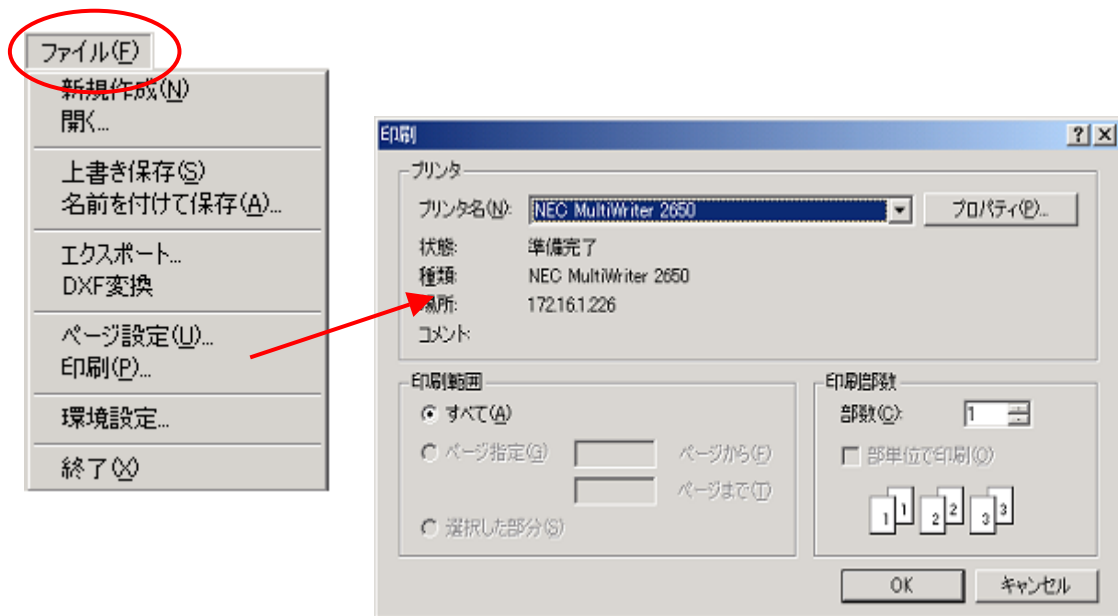 ファイル(F)
新規作成(N)
開く...
上書き保存(S)
名前を付けて保存(A)...
エクスポート...
DXF変換
ページ設定(U)...
印刷(P)...
環境設定...
終了(X)
印刷
プリンタ
プリンタ名(N): NEC MultiWriter 2650 プロパティ(P)...
状態: 準備完了
種類: NEC MultiWriter 2650
場所: 172.16.1.226
コメント:
印刷範囲
すべて(A)
ページ指定(G) ページから(F)
ページまで(T)
選択した部分(S)
印刷部数
部数(C): 1
部単位で印刷(O)
1 1 2 2 3 3
OK キャンセル